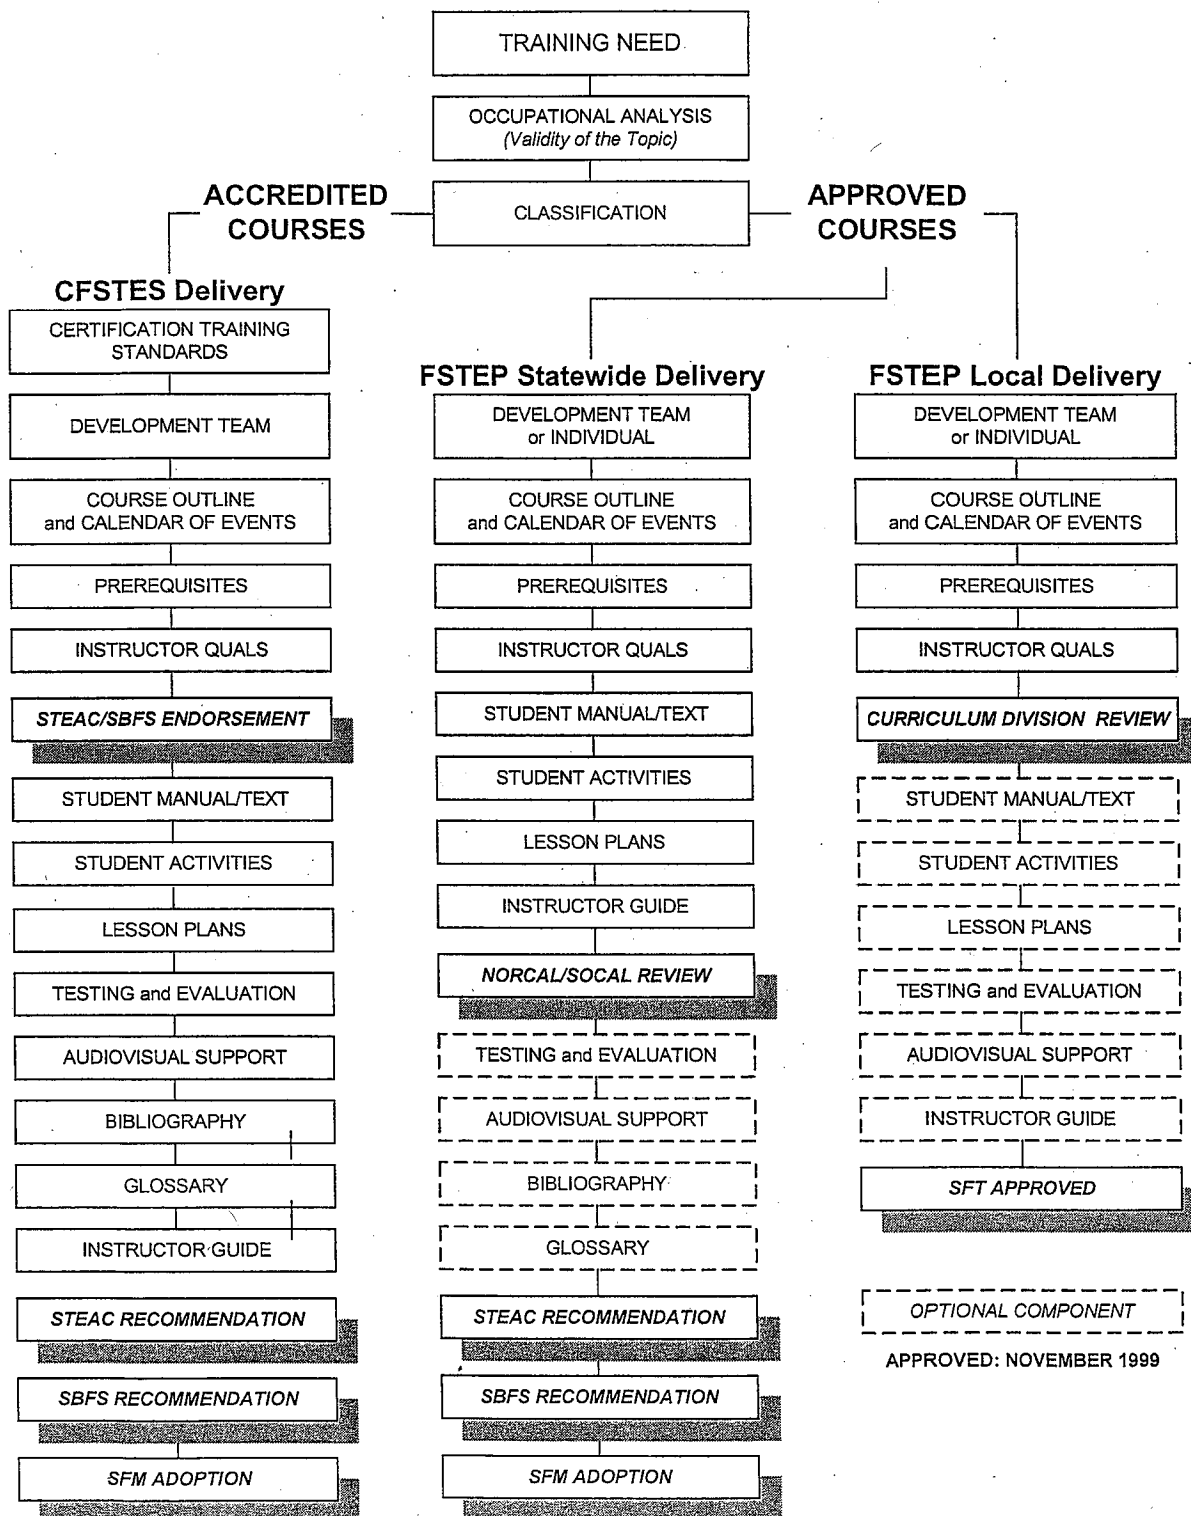 TRAINING NEED
OCCUPATIONAL ANALYSIS
(Validity of the Topic)
CLASSIFICATION
ACCREDITED
COURSES
APPROVED
COURSES
CFSTES Delivery
CERTIFICATION TRAINING
STANDARDS
DEVELOPMENT TEAM
COURSE OUTLINE
and CALENDAR OF EVENTS
PREREQUISITES
INSTRUCTOR QUALS
STEAC/SBFS ENDORSEMENT
STUDENT MANUAL/TEXT
STUDENT ACTIVITIES
LESSON PLANS
TESTING and EVALUATION
AUDIOVISUAL SUPPORT
BIBLIOGRAPHY
GLOSSARY
INSTRUCTOR GUIDE
STEAC RECOMMENDATION
SBFS RECOMMENDATION
SFM ADOPTION
FSTEP Statewide Delivery
DEVELOPMENT TEAM
or INDIVIDUAL
COURSE OUTLINE
and CALENDAR OF EVENTS
PREREQUISITES
INSTRUCTOR QUALS
STUDENT MANUAL/TEXT
STUDENT ACTIVITIES
LESSON PLANS
INSTRUCTOR GUIDE
NORCAL/SOCAL REVIEW
TESTING and EVALUATION
AUDIOVISUAL SUPPORT
BIBLIOGRAPHY
GLOSSARY
STEAC RECOMMENDATION
SBFS RECOMMENDATION
SFM ADOPTION
FSTEP Local Delivery
DEVELOPMENT TEAM
or INDIVIDUAL
COURSE OUTLINE
and CALENDAR OF EVENTS
PREREQUISITES
INSTRUCTOR QUALS
CURRICULUM DIVISION REVIEW
STUDENT MANUAL/TEXT
STUDENT ACTIVITIES
LESSON PLANS
TESTING and EVALUATION
AUDIOVISUAL SUPPORT
INSTRUCTOR GUIDE
SFT APPROVED
OPTIONAL COMPONENT
APPROVED: NOVEMBER 1999